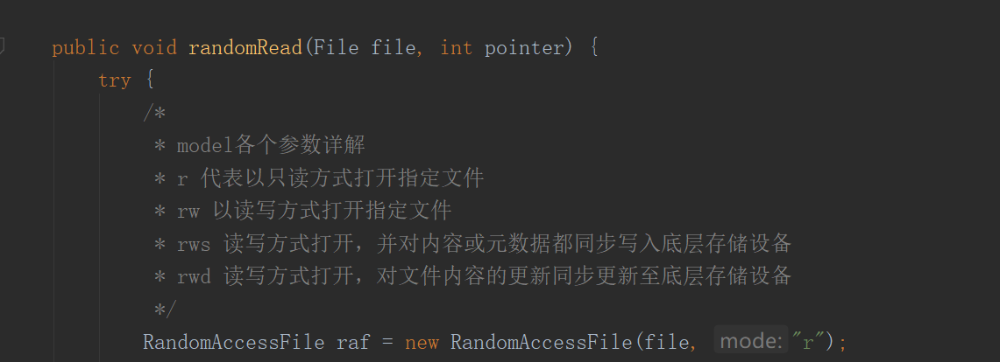 public void randomRead(File file, int pointer) {
try {
/*
* model各个参数详解
* r 代表以只读方式打开指定文件
* rw 以读写方式打开指定文件
* rws 读写方式打开，并对内容或元数据都同步写入底层存储设备
* rwd 读写方式打开，对文件内容的更新同步更新至底层存储设备
*/
RandomAccessFile raf = new RandomAccessFile(file, mode: "r");